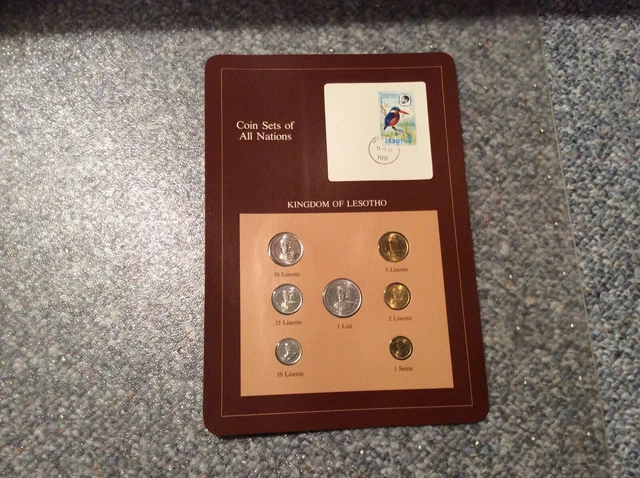 Coin Sets of
All Nations
LESOTHO
KINGDOM OF LESOTHO
50 Lisente
5 Lisente
25 Lisente
1 Loti
2 Lisente
10 Lisente
1 Sente